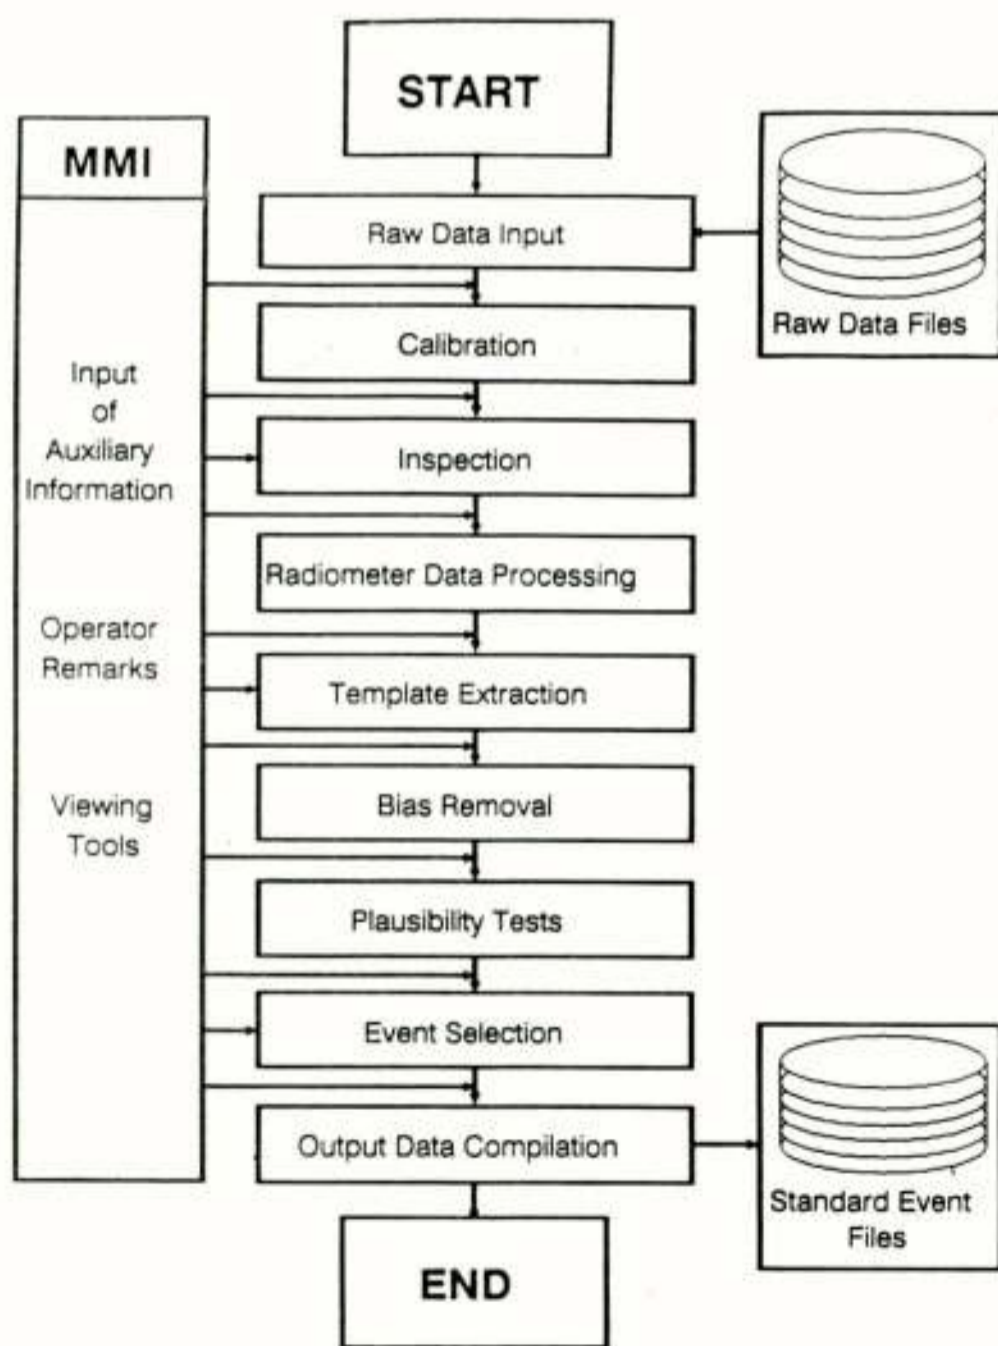 START
MMI
Raw Data Input
Raw Data Files
Calibration
Input
of
Auxiliary
Information
Inspection
Radiometer Data Processing
Operator
Remarks
Template Extraction
Viewing
Tools
Bias Removal
Plausibility Tests
Event Selection
Output Data Compilation
Standard Event
Files
END